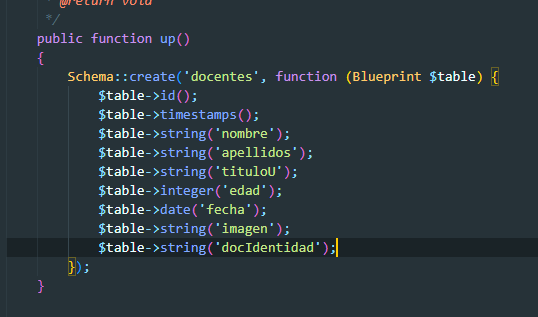 * @return void
*/
public function up()
{
Schema::create('docentes', function (Blueprint $table) {
$table->id();
$table->timestamps();
$table->string('nombre');
$table->string('apellidos');
$table->string('tituloU');
$table->integer('edad');
$table->date('fecha');
$table->string('imagen');
$table->string('docIdentidad');
});
}